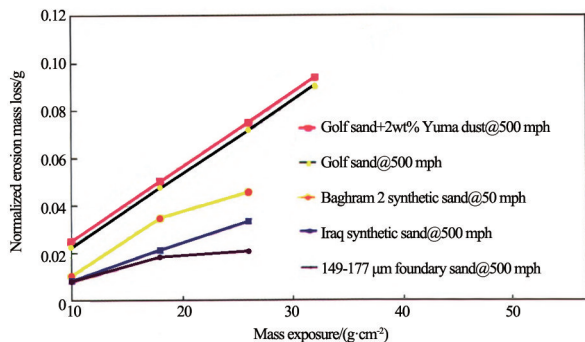 0.12
0.10
0.08
0.06
0.04
0.02
0
Normalized erosion mass loss/g
Golf sand+2wt% Yuma dust@500 mph
Golf sand@500 mph
Baghram 2 synthetic sand@50 mph
Iraq synthetic sand@500 mph
149-177 μm foundary sand@500 mph
10 20 30 40 50
Mass exposure/(g·cm⁻²)